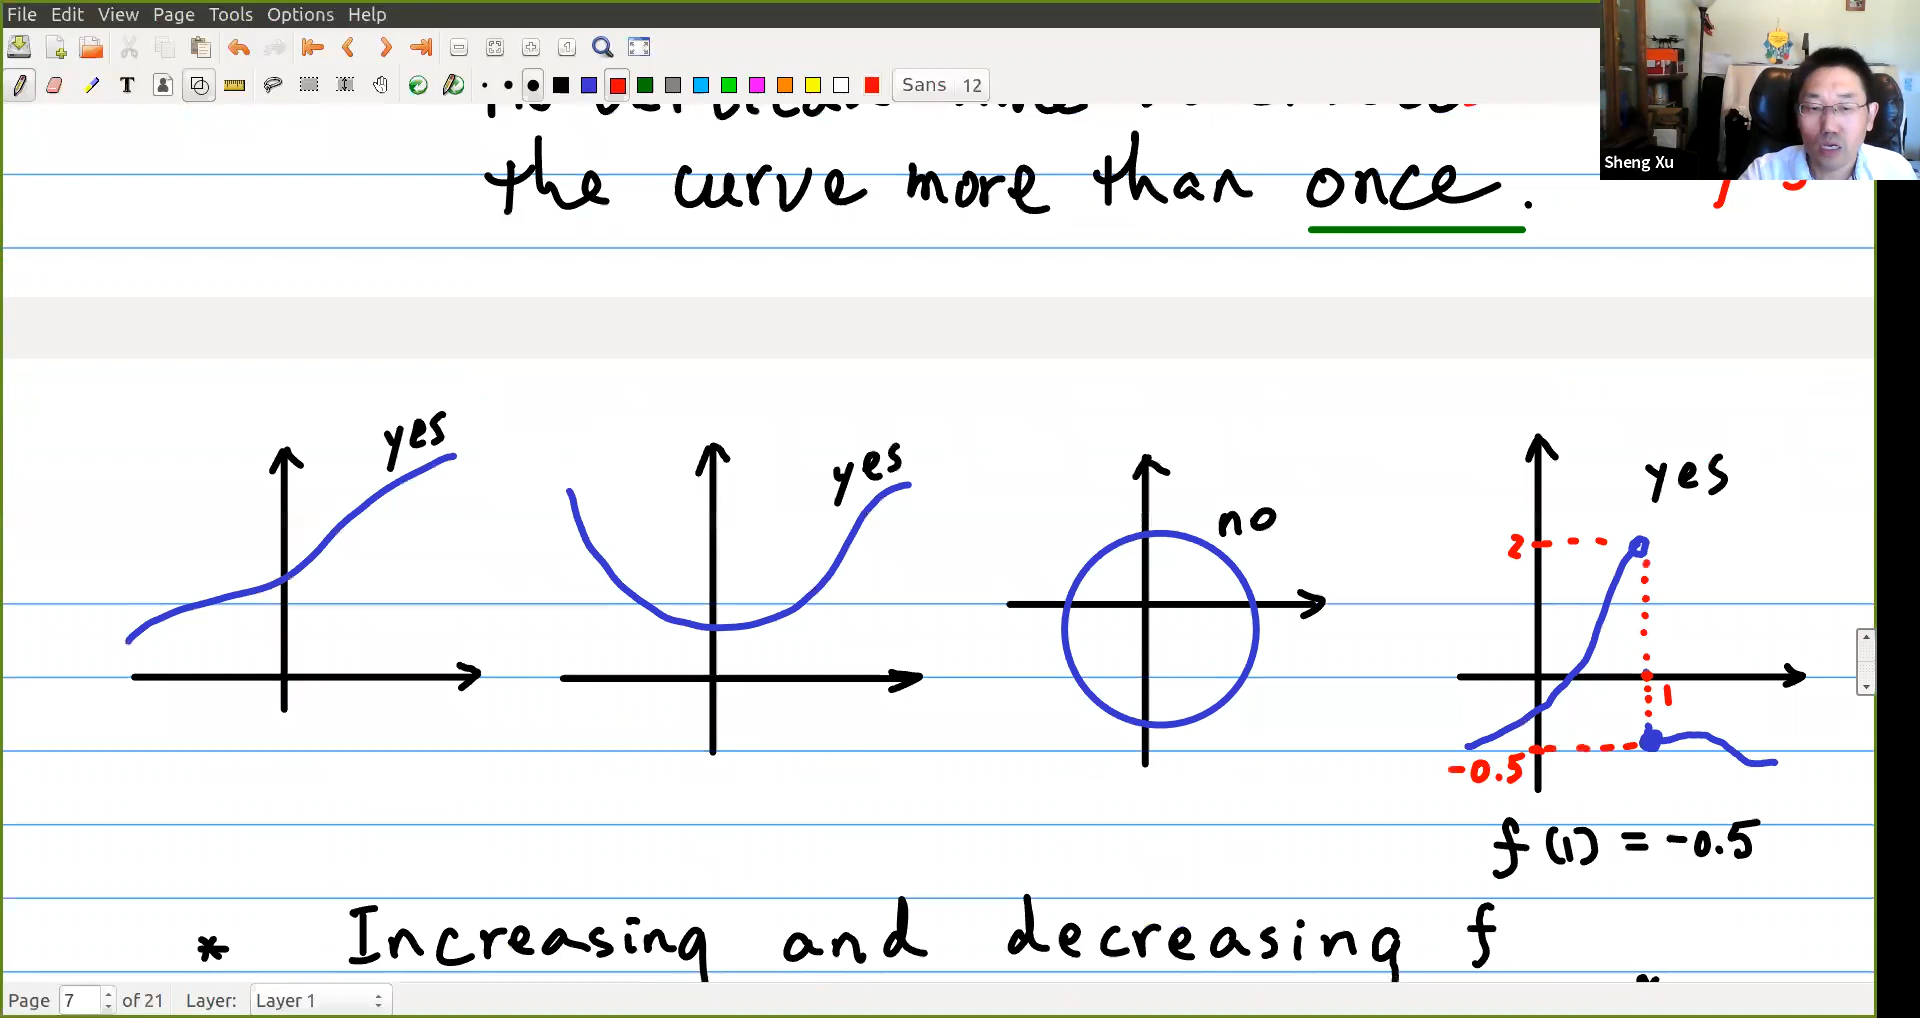 File Edit View Page Tools Options Help
T Sans 12
Sheng Xu
the curve more than once.
yes
yes
no
yes
2
1
-0.5
f(1) = -0.5
* Increasing and decreasing f
Page 7 of 21 Layer: Layer 1